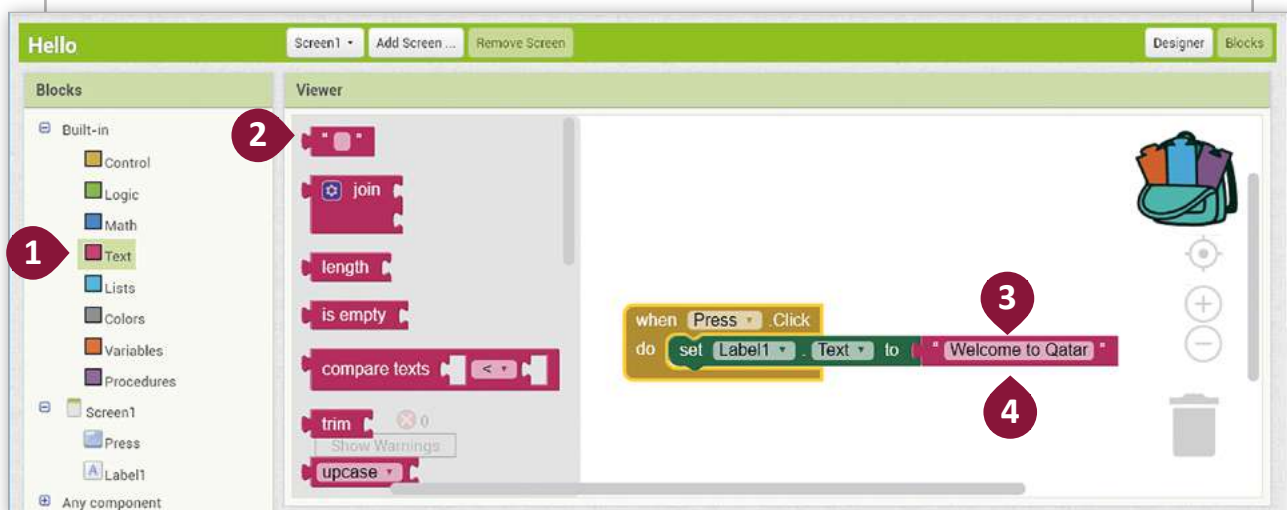 Hello
Screen1
Add Screen ...
Remove Screen
Designer
Blocks
Blocks
Viewer
Built-in
Control
Logic
Math
Text
Lists
Colors
Variables
Procedures
Screen1
Press
Label1
Any component
1
2
" "
join
length
is empty
compare texts <
trim
0
Show Warnings
upcase
when Press .Click
do set Label1 . Text to " Welcome to Qatar "
3
4